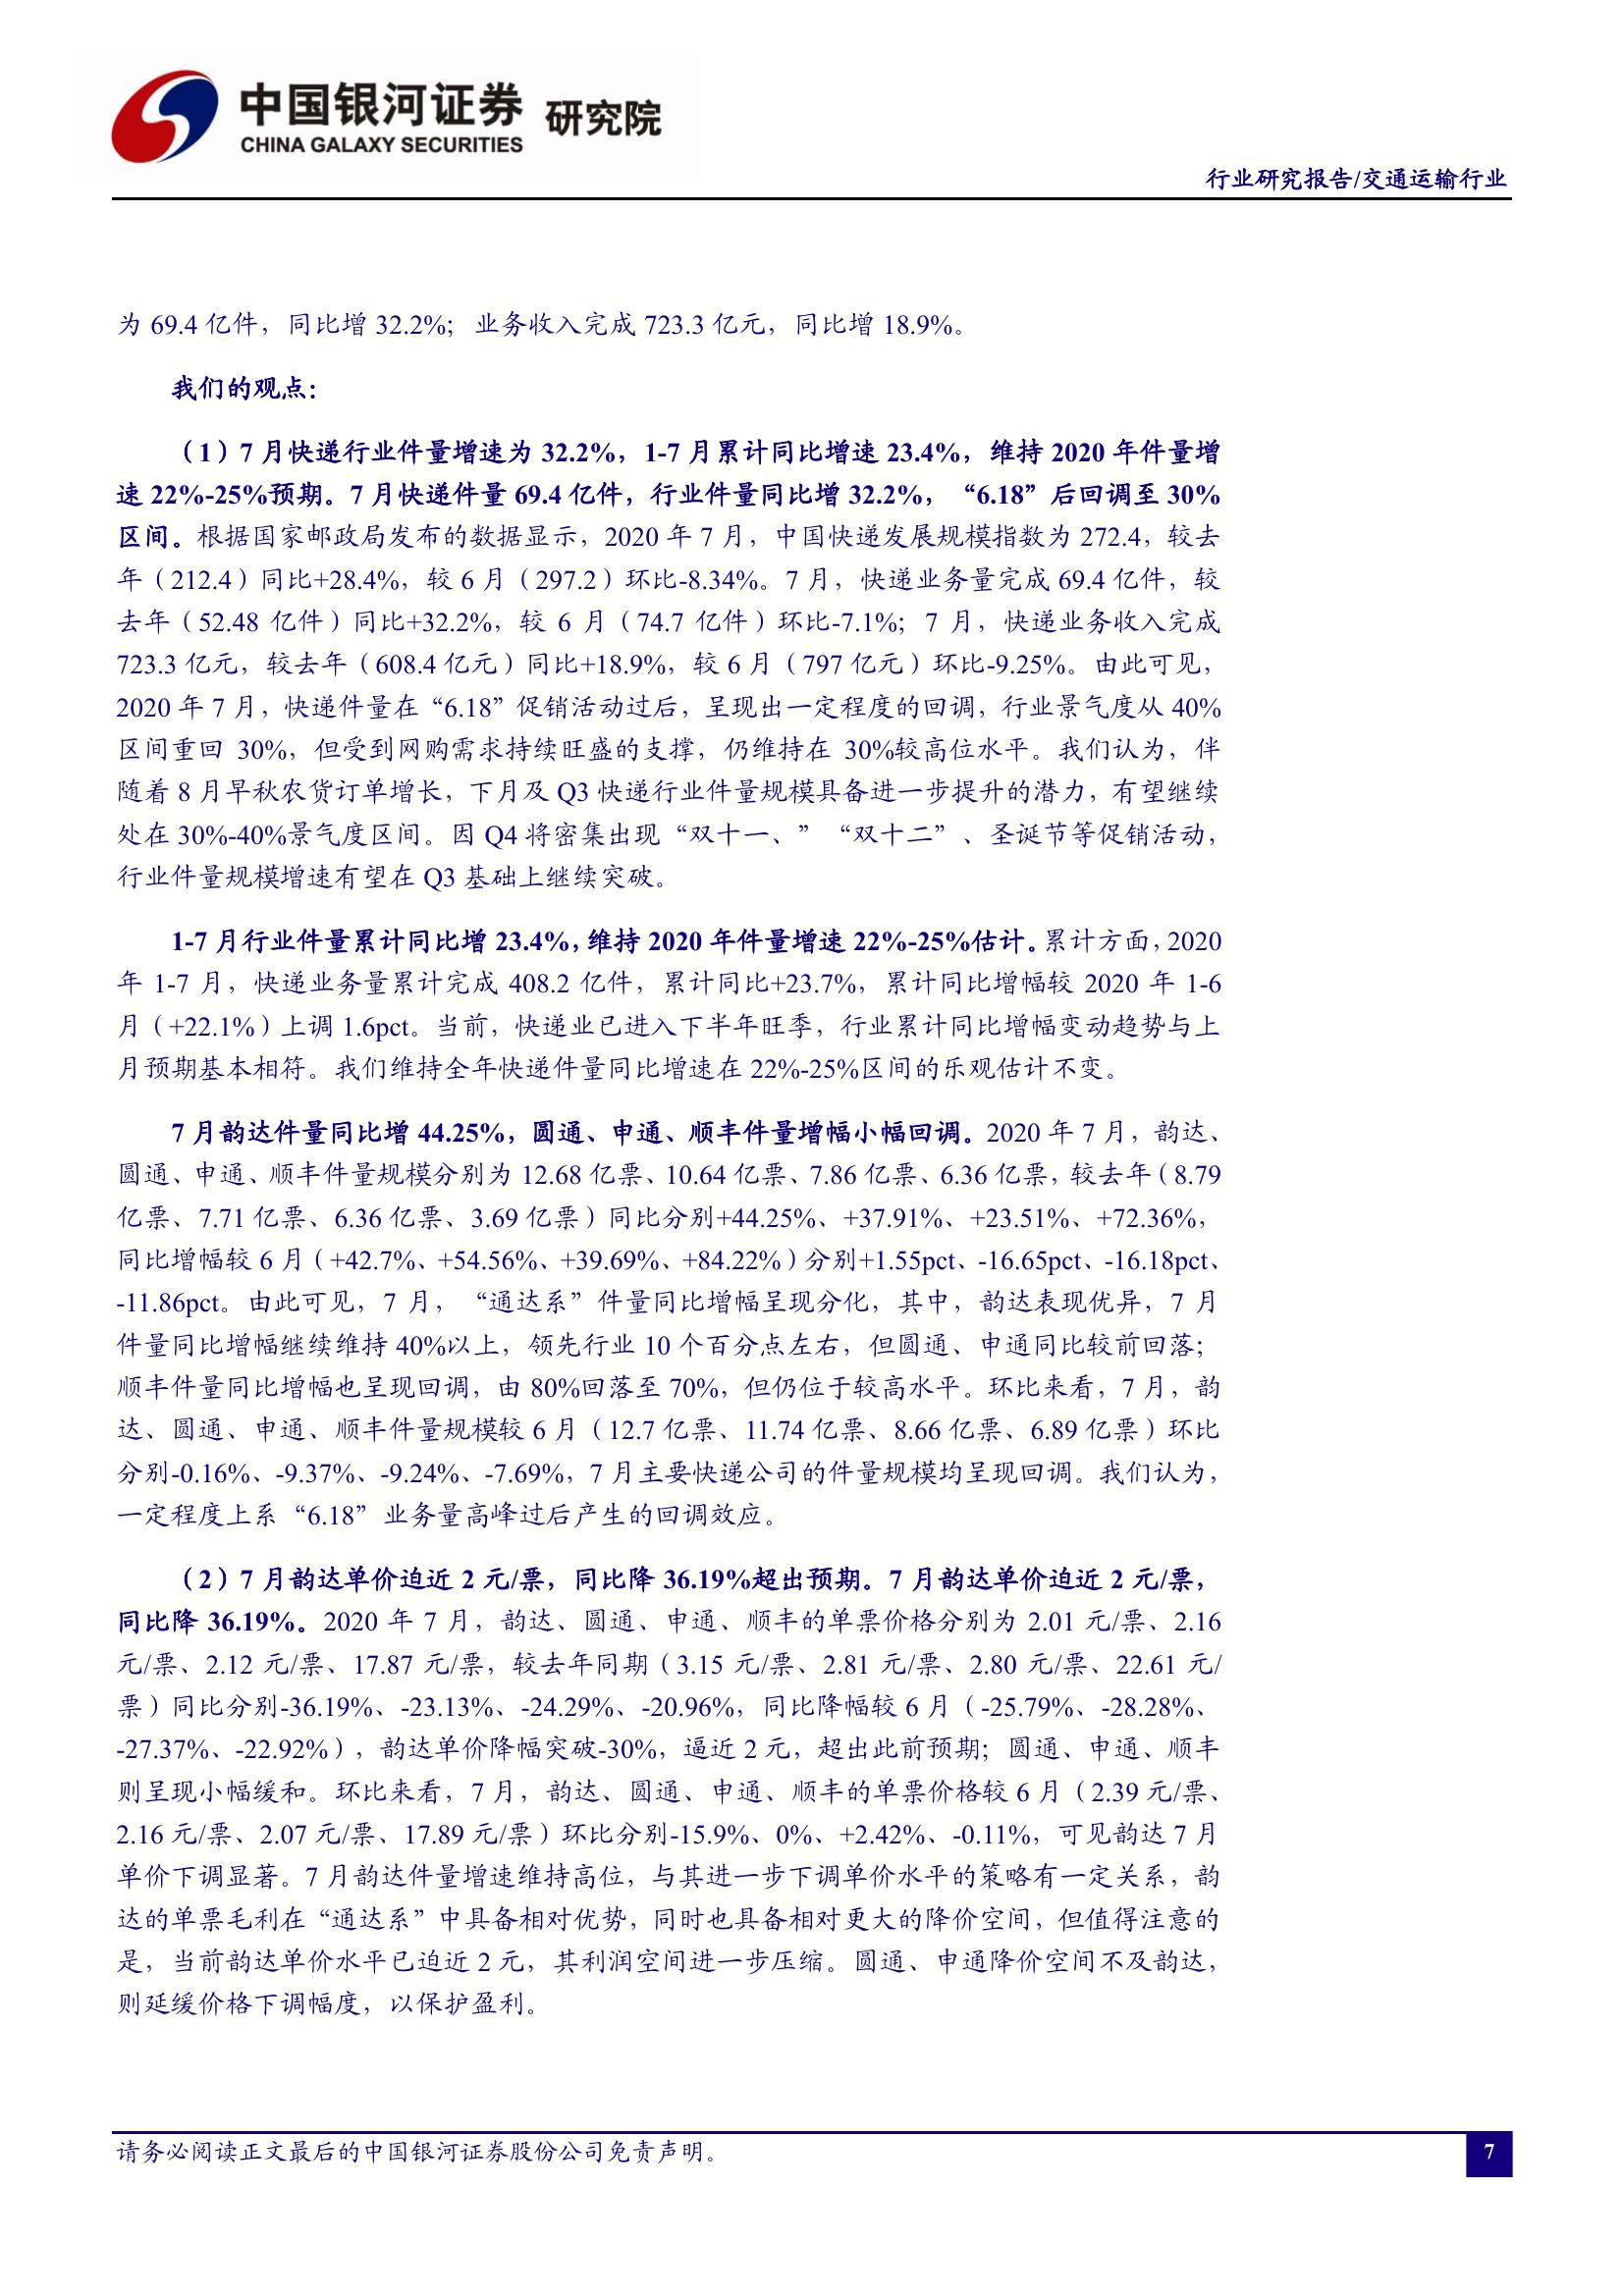 中国银河证券 研究院
CHINA GALAXY SECURITIES
行业研究报告/交通运输行业
为 69.4 亿件，同比增 32.2%；业务收入完成 723.3 亿元，同比增 18.9%。
我们的观点：
（1）7 月快递行业件量增速为 32.2%，1-7 月累计同比增速 23.4%，维持 2020 年件量增
速 22%-25%预期。7 月快递件量 69.4 亿件，行业件量同比增 32.2%，“6.18”后回调至 30%
区间。根据国家邮政局发布的数据显示，2020 年 7 月，中国快递发展规模指数为 272.4，较去
年（212.4）同比+28.4%，较 6 月（297.2）环比-8.34%。7 月，快递业务量完成 69.4 亿件，较
去年（52.48 亿件）同比+32.2%，较 6 月（74.7 亿件）环比-7.1%；7 月，快递业务收入完成
723.3 亿元，较去年（608.4 亿元）同比+18.9%，较 6 月（797 亿元）环比-9.25%。由此可见，
2020 年 7 月，快递件量在“6.18”促销活动过后，呈现出一定程度的回调，行业景气度从 40%
区间重回 30%，但受到网购需求持续旺盛的支撑，仍维持在 30%较高位水平。我们认为，伴
随着 8 月早秋农货订单增长，下月及 Q3 快递行业件量规模具备进一步提升的潜力，有望继续
处在 30%-40%景气度区间。因 Q4 将密集出现“双十一、”“双十二”、圣诞节等促销活动，
行业件量规模增速有望在 Q3 基础上继续突破。
1-7 月行业件量累计同比增 23.4%，维持 2020 年件量增速 22%-25%估计。累计方面，2020
年 1-7 月，快递业务量累计完成 408.2 亿件，累计同比+23.7%，累计同比增幅较 2020 年 1-6
月（+22.1%）上调 1.6pct。当前，快递业已进入下半年旺季，行业累计同比增幅变动趋势与上
月预期基本相符。我们维持全年快递件量同比增速在 22%-25%区间的乐观估计不变。
7 月韵达件量同比增 44.25%，圆通、申通、顺丰件量增幅小幅回调。2020 年 7 月，韵达、
圆通、申通、顺丰件量规模分别为 12.68 亿票、10.64 亿票、7.86 亿票、6.36 亿票，较去年（8.79
亿票、7.71 亿票、6.36 亿票、3.69 亿票）同比分别+44.25%、+37.91%、+23.51%、+72.36%，
同比增幅较 6 月（+42.7%、+54.56%、+39.69%、+84.22%）分别+1.55pct、-16.65pct、-16.18pct、
-11.86pct。由此可见，7 月，“通达系”件量同比增幅呈现分化，其中，韵达表现优异，7 月
件量同比增幅继续维持 40%以上，领先行业 10 个百分点左右，但圆通、申通同比较前回落；
顺丰件量同比增幅也呈现回调，由 80%回落至 70%，但仍位于较高水平。环比来看，7 月，韵
达、圆通、申通、顺丰件量规模较 6 月（12.7 亿票、11.74 亿票、8.66 亿票、6.89 亿票）环比
分别-0.16%、-9.37%、-9.24%、-7.69%，7 月主要快递公司的件量规模均呈现回调。我们认为，
一定程度上系“6.18”业务量高峰过后产生的回调效应。
（2）7 月韵达单价迫近 2 元/票，同比降 36.19%超出预期。7 月韵达单价迫近 2 元/票，
同比降 36.19%。2020 年 7 月，韵达、圆通、申通、顺丰的单票价格分别为 2.01 元/票、2.16
元/票、2.12 元/票、17.87 元/票，较去年同期（3.15 元/票、2.81 元/票、2.80 元/票、22.61 元/
票）同比分别-36.19%、-23.13%、-24.29%、-20.96%，同比降幅较 6 月（-25.79%、-28.28%、
-27.37%、-22.92%），韵达单价降幅突破-30%，逼近 2 元，超出此前预期；圆通、申通、顺丰
则呈现小幅缓和。环比来看，7 月，韵达、圆通、申通、顺丰的单票价格较 6 月（2.39 元/票、
2.16 元/票、2.07 元/票、17.89 元/票）环比分别-15.9%、0%、+2.42%、-0.11%，可见韵达 7 月
单价下调显著。7 月韵达件量增速维持高位，与其进一步下调单价水平的策略有一定关系，韵
达的单票毛利在“通达系”中具备相对优势，同时也具备相对更大的降价空间，但值得注意的
是，当前韵达单价水平已迫近 2 元，其利润空间进一步压缩。圆通、申通降价空间不及韵达，
则延缓价格下调幅度，以保护盈利。
请务必阅读正文最后的中国银河证券股份公司免责声明。
7